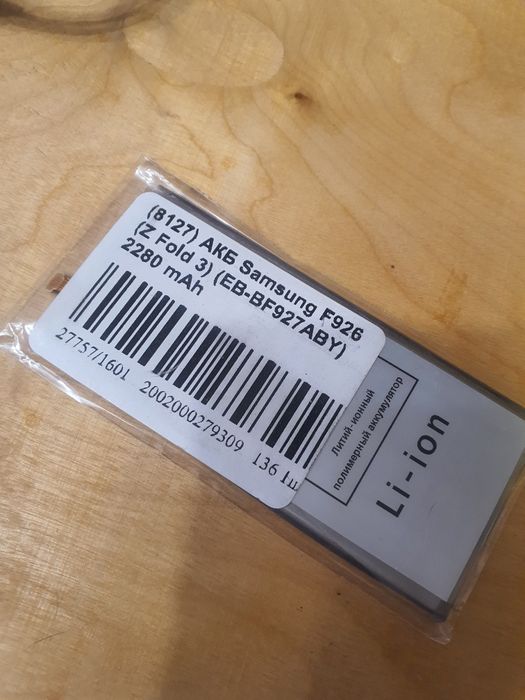 (8127) АКБ Samsung F926
(Z Fold 3) (EB-BF927ABY)
2280 mAh
27757/1601 2002000279309 136 1ш
Литий-ионный
полимерный аккумулятор
Li-ion